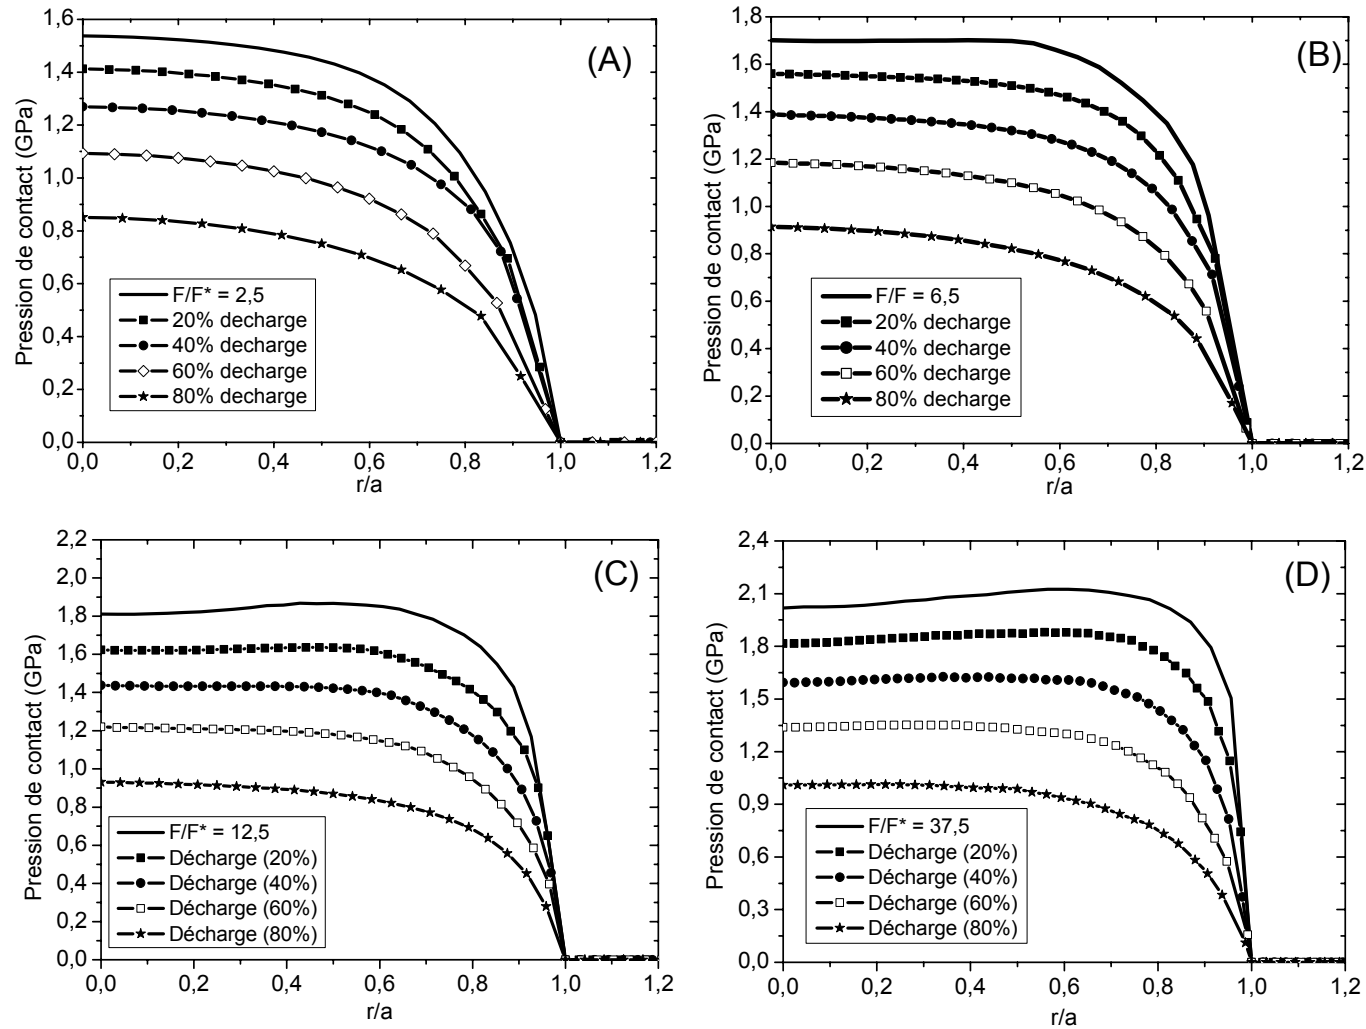 (A)
Pression de contact (GPa)
1,6
1,4
1,2
1,0
0,8
0,6
0,4
0,2
0,0
F/F* = 2,5
20% decharge
40% decharge
60% decharge
80% decharge
0,0 0,2 0,4 0,6 0,8 1,0 1,2
r/a
(B)
Pression de contact (GPa)
1,8
1,6
1,4
1,2
1,0
0,8
0,6
0,4
0,2
0,0
F/F = 6,5
20% decharge
40% decharge
60% decharge
80% decharge
0,0 0,2 0,4 0,6 0,8 1,0 1,2
r/a
(C)
Pression de contact (GPa)
2,2
2,0
1,8
1,6
1,4
1,2
1,0
0,8
0,6
0,4
0,2
0,0
F/F* = 12,5
Décharge (20%)
Décharge (40%)
Décharge (60%)
Décharge (80%)
0,0 0,2 0,4 0,6 0,8 1,0 1,2
r/a
(D)
Pression de contact (GPa)
2,4
2,1
1,8
1,5
1,2
0,9
0,6
0,3
0,0
F/F* = 37,5
Décharge (20%)
Décharge (40%)
Décharge (60%)
Décharge (80%)
0,0 0,2 0,4 0,6 0,8 1,0 1,2
r/a